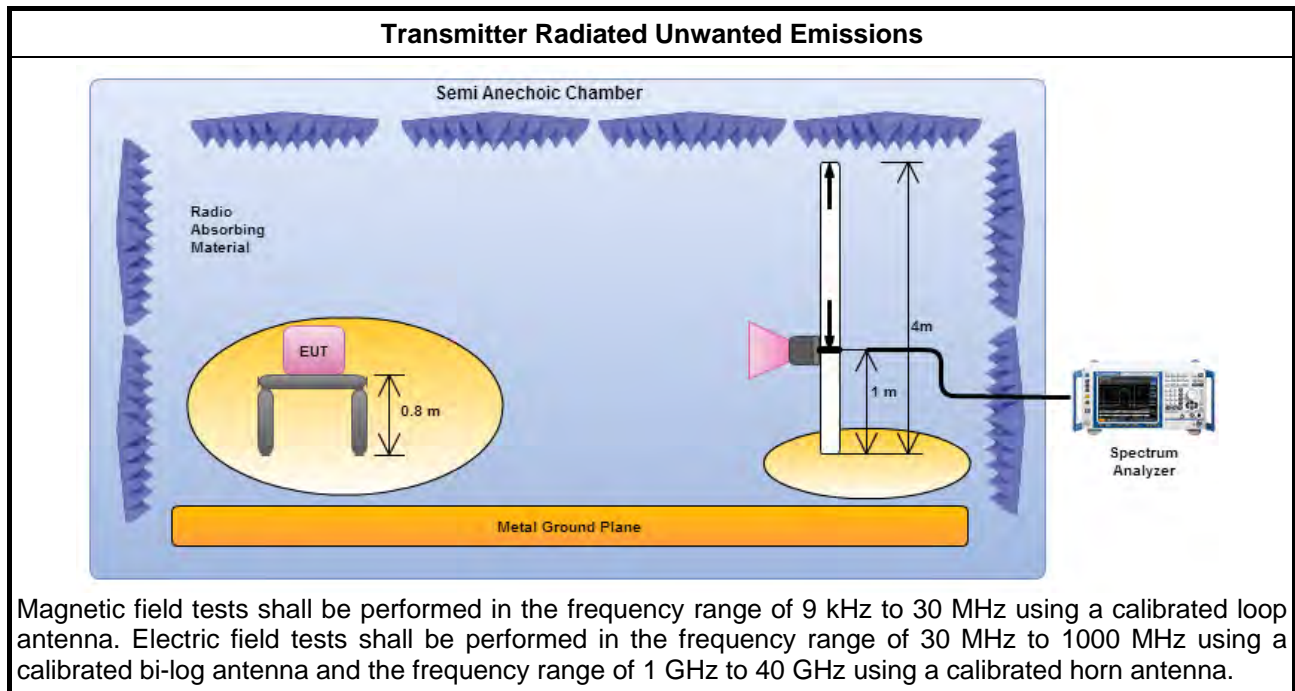 Transmitter Radiated Unwanted Emissions
Semi Anechoic Chamber
Radio
Absorbing
Material
EUT
0.8 m
4m
1 m
Spectrum
Analyzer
Metal Ground Plane
Magnetic field tests shall be performed in the frequency range of 9 kHz to 30 MHz using a calibrated loop
antenna. Electric field tests shall be performed in the frequency range of 30 MHz to 1000 MHz using a
calibrated bi-log antenna and the frequency range of 1 GHz to 40 GHz using a calibrated horn antenna.